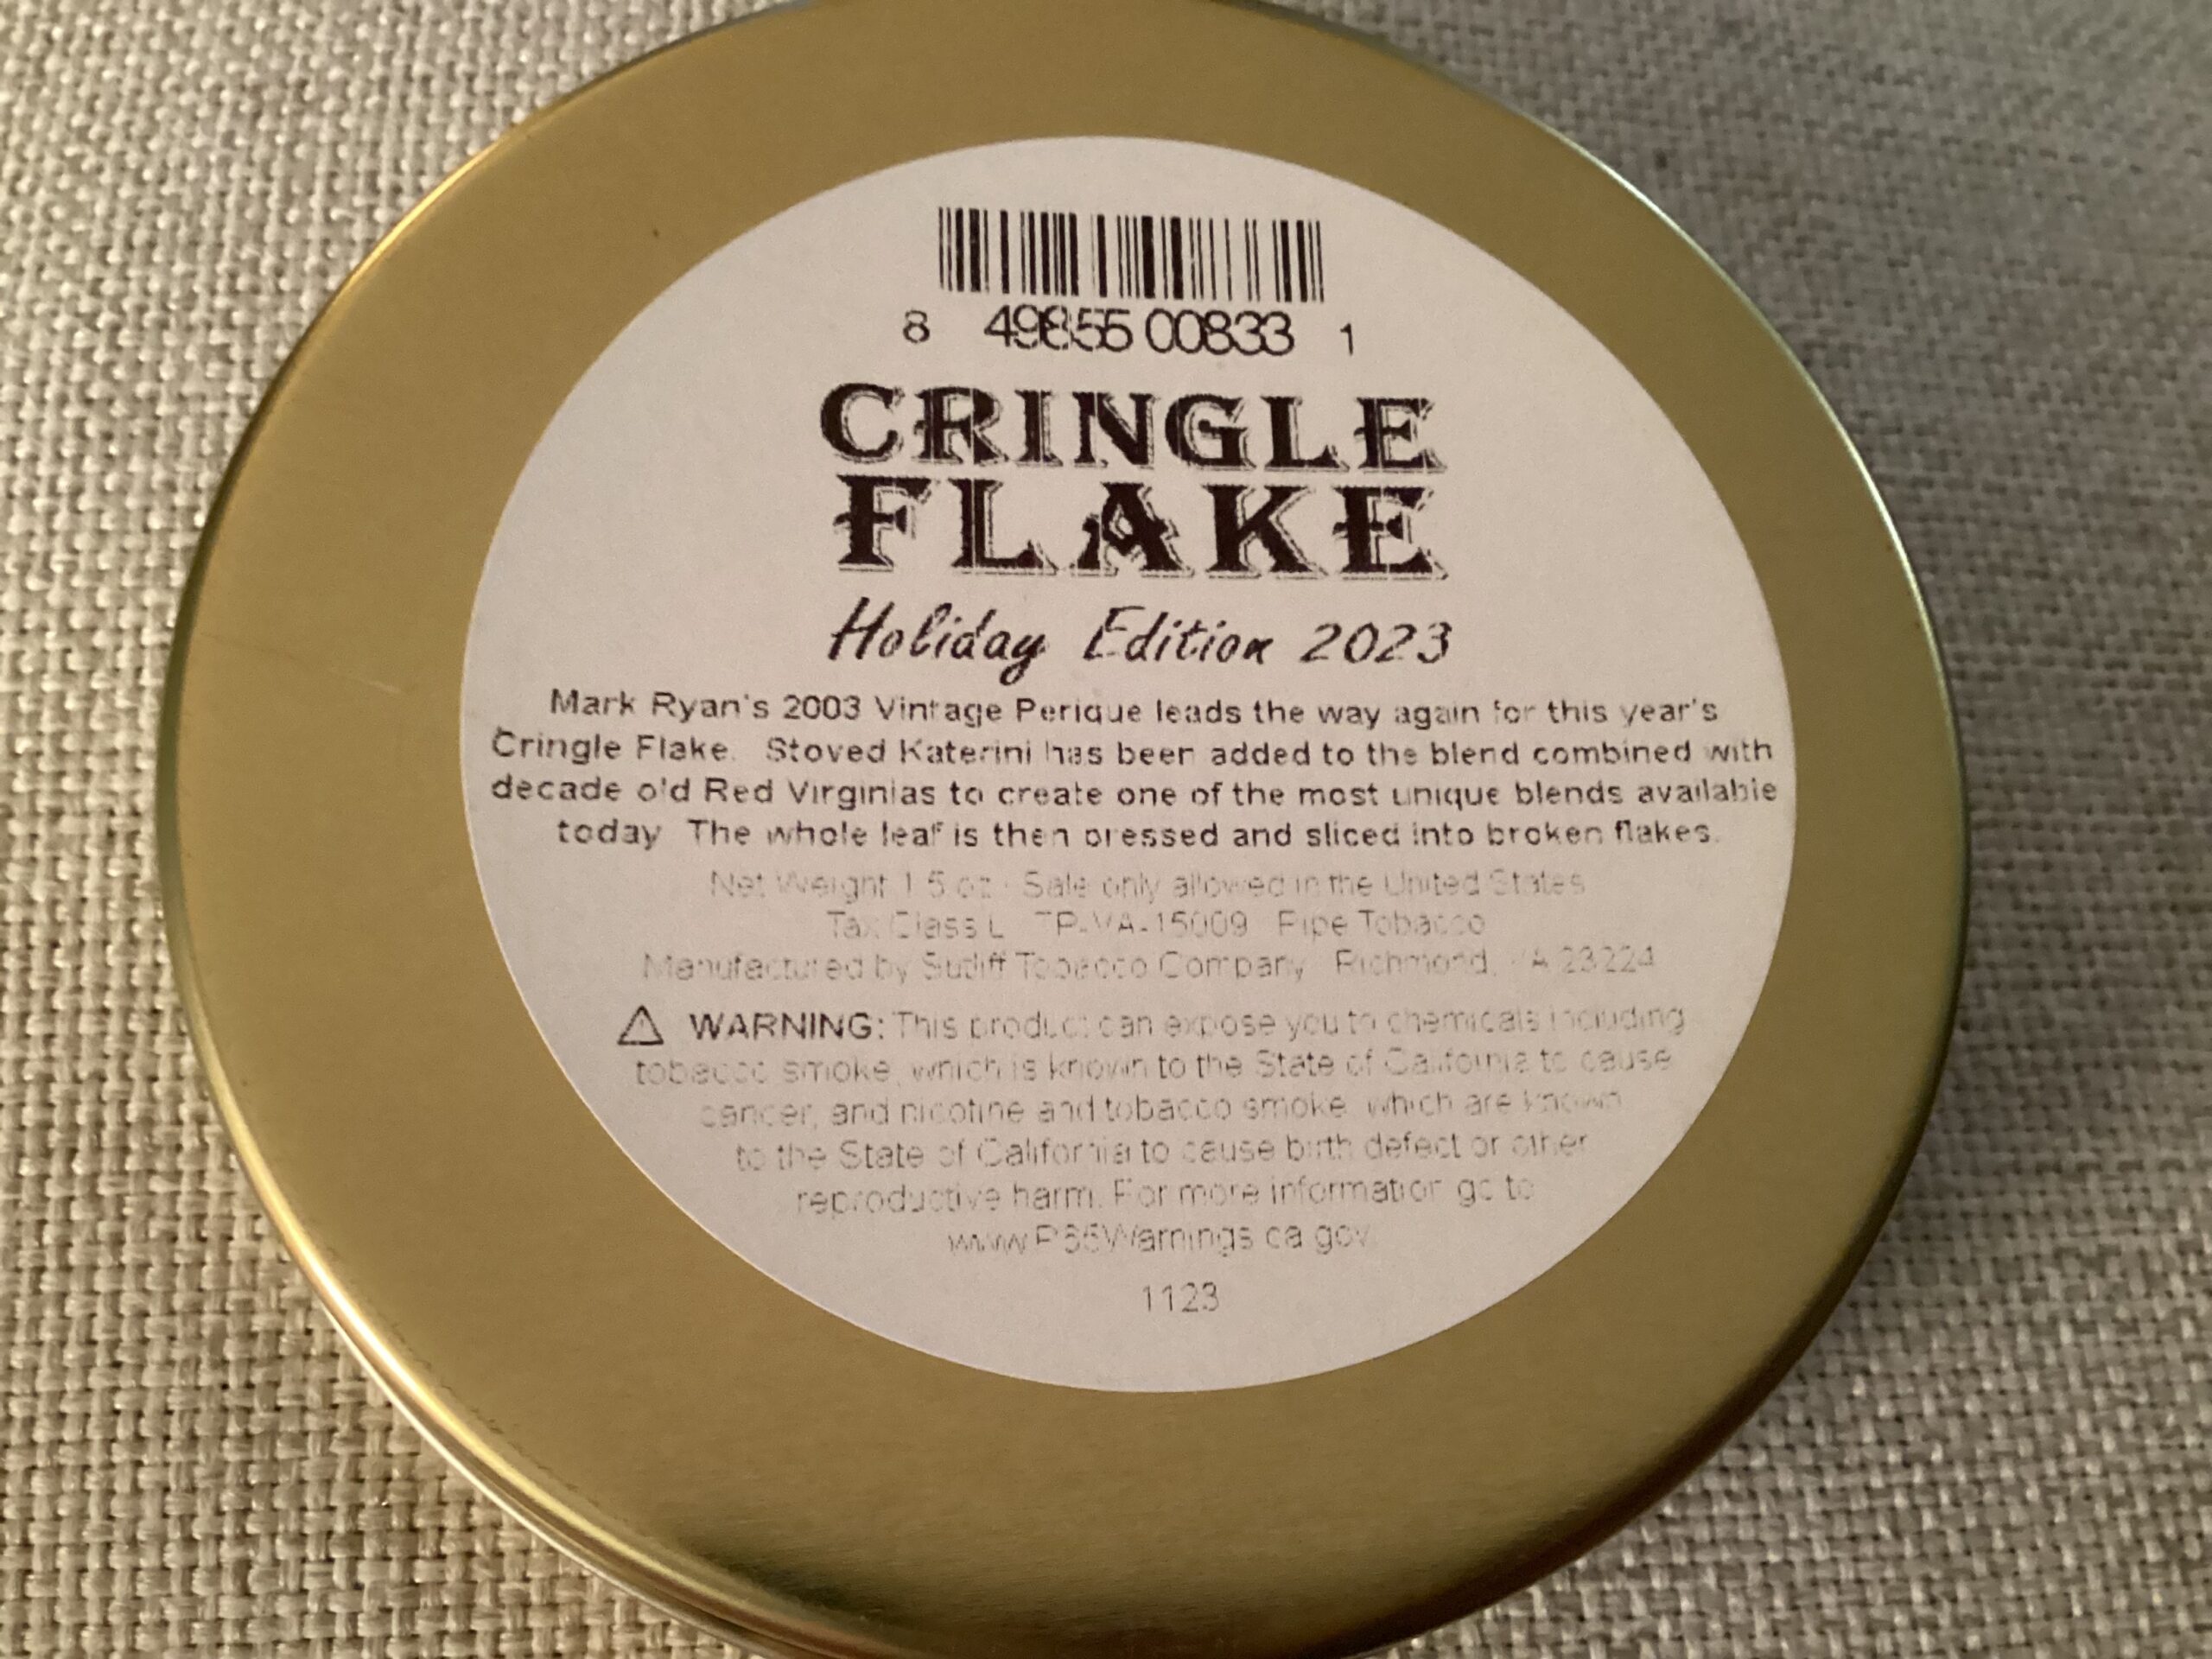 8 49855 00833 1
CRINGLE
FLAKE
Holiday Edition 2023
Mark Ryan's 2003 Vintage Perique leads the way again for this year's
Cringle Flake. Stoved Katerini has been added to the blend combined with
decade old Red Virginias to create one of the most unique blends available
today. The whole leaf is then pressed and sliced into broken flakes.
Net Weight 1.5 oz · Sale only allowed in the United States
Tax Class L TP-VA-15009 Pipe Tobacco
Manufactured by Sutliff Tobacco Company Richmond, VA 23224
⚠ WARNING: This product can expose you to chemicals including
tobacco smoke, which is known to the State of California to cause
cancer, and nicotine and tobacco smoke, which are known
to the State of California to cause birth defect or other
reproductive harm. For more information go to
www.P65Warnings.ca.gov
1123